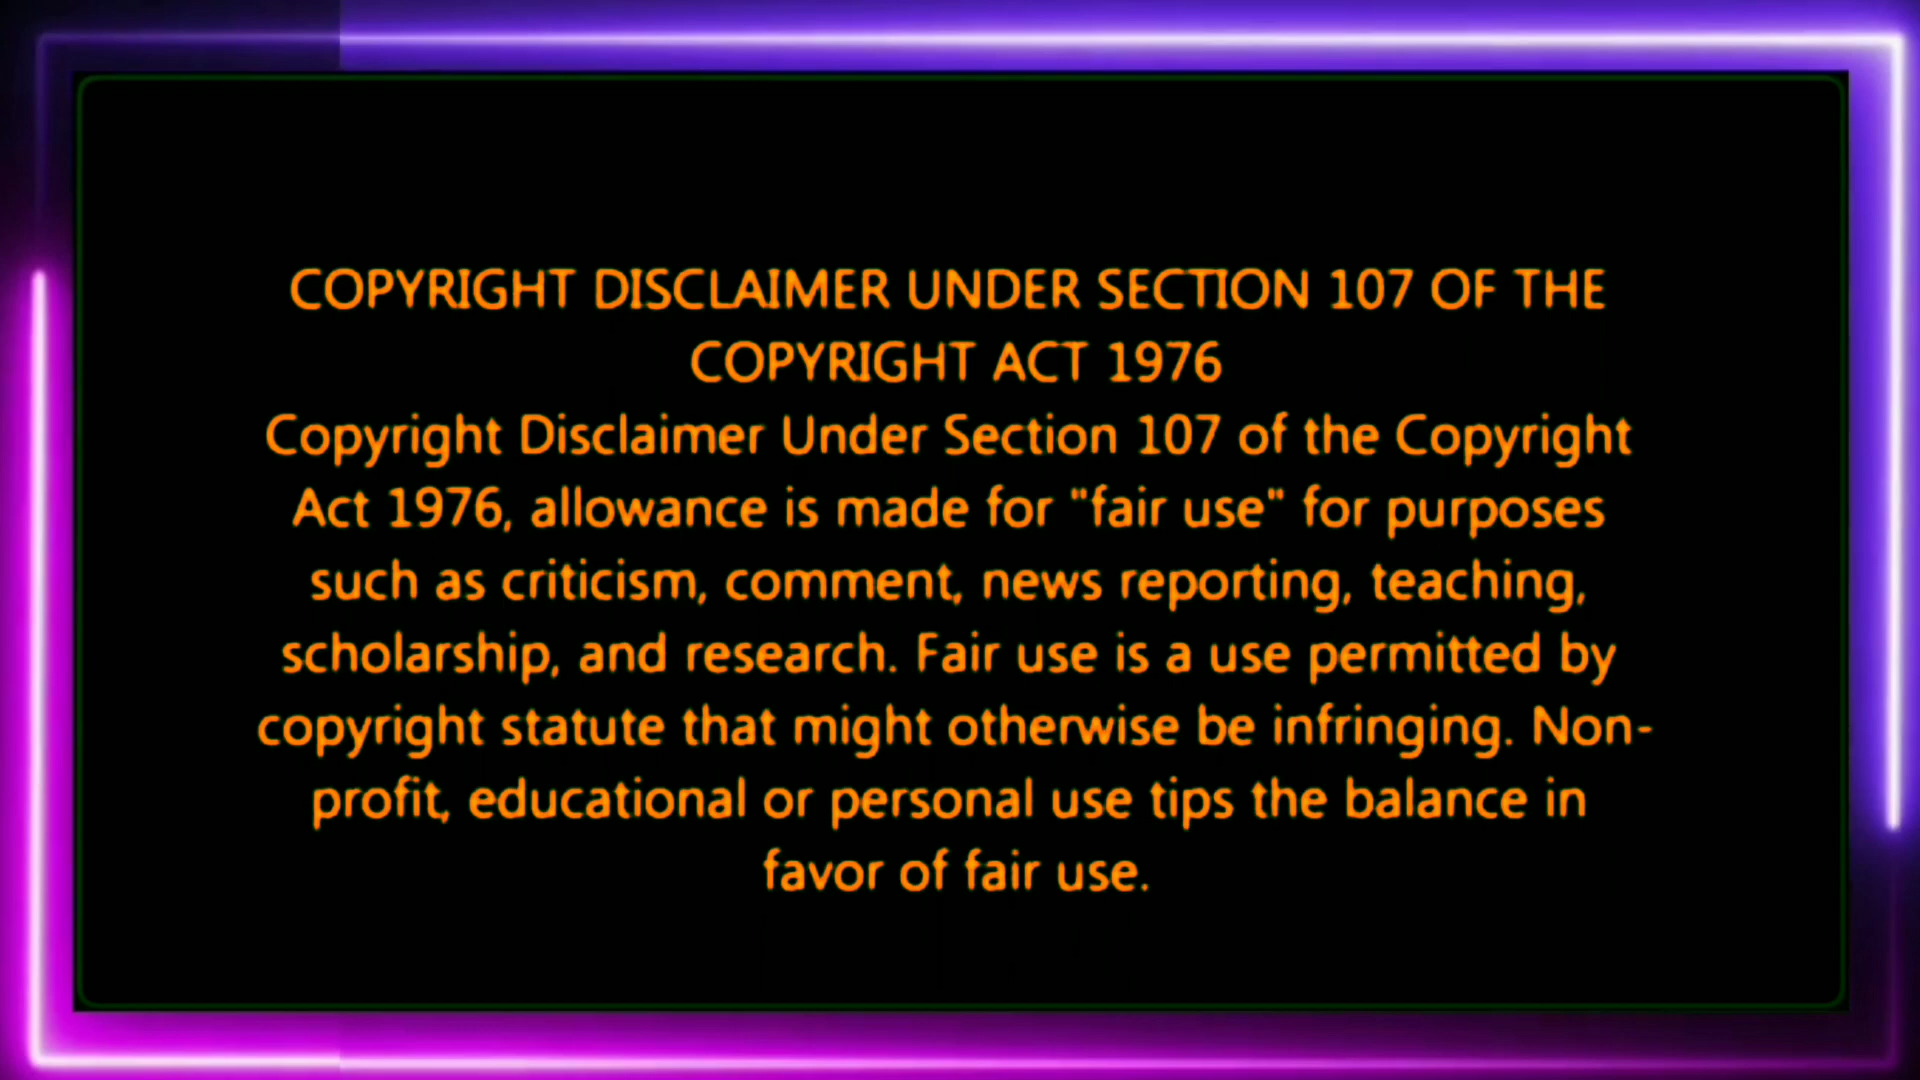 COPYRIGHT DISCLAIMER UNDER SECTION 107 OF THE
COPYRIGHT ACT 1976
Copyright Disclaimer Under Section 107 of the Copyright
Act 1976, allowance is made for "fair use" for purposes
such as criticism, comment, news reporting, teaching,
scholarship, and research. Fair use is a use permitted by
copyright statute that might otherwise be infringing. Non-
profit, educational or personal use tips the balance in
favor of fair use.